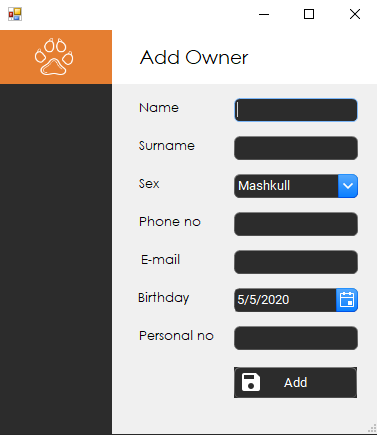 Add Owner
Name
Surname
Sex Mashkull
Phone no
E-mail
Birthday 5/5/2020
Personal no
Add